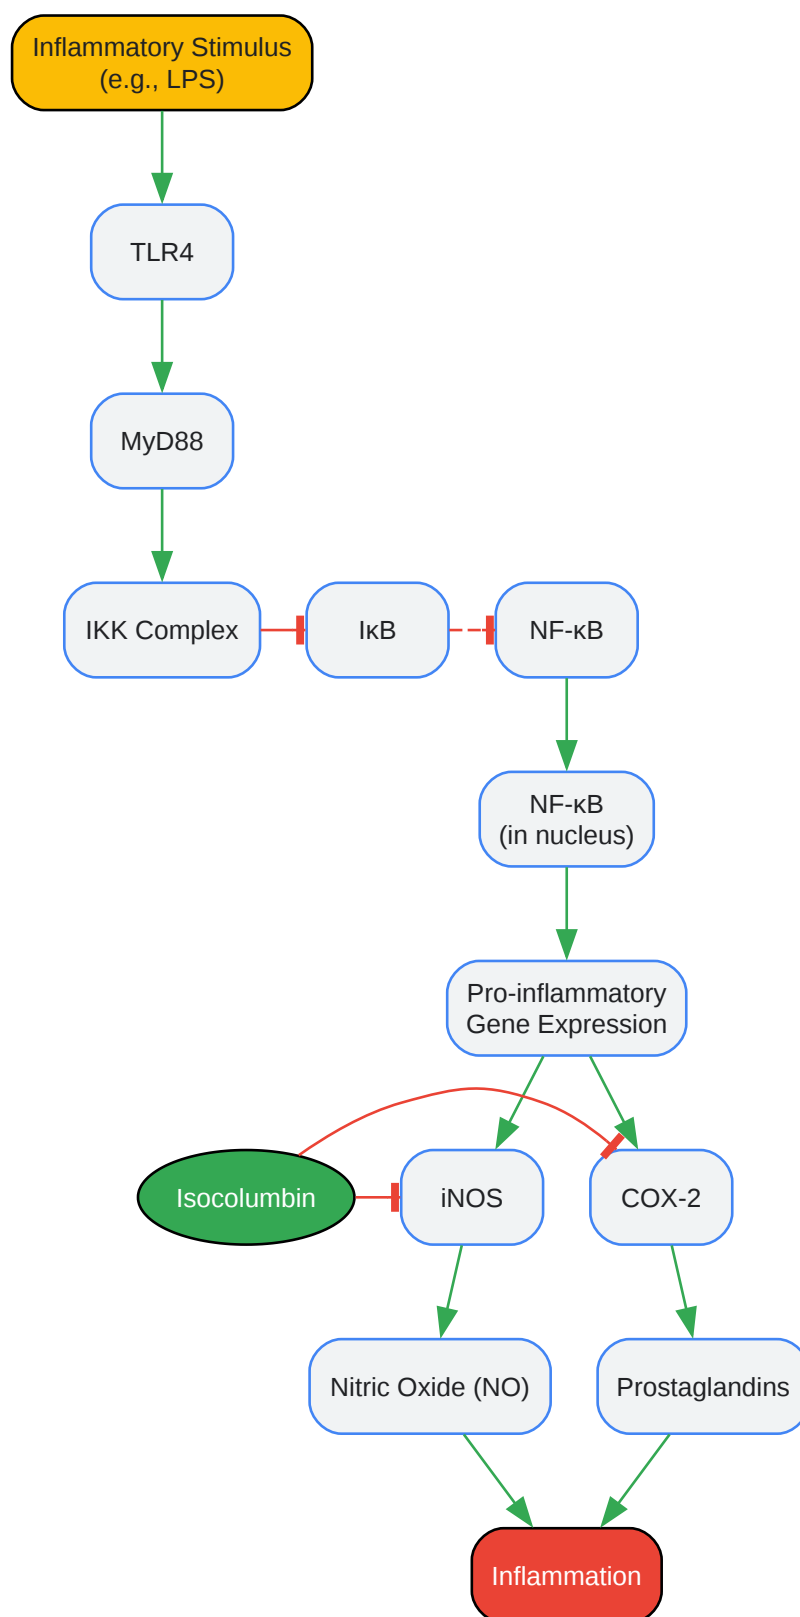 Inflammatory Stimulus
(e.g., LPS)
TLR4
MyD88
IKK Complex
IκB
NF-κB
NF-κB
(in nucleus)
Pro-inflammatory
Gene Expression
Isocolumbin
iNOS
COX-2
Nitric Oxide (NO)
Prostaglandins
Inflammation